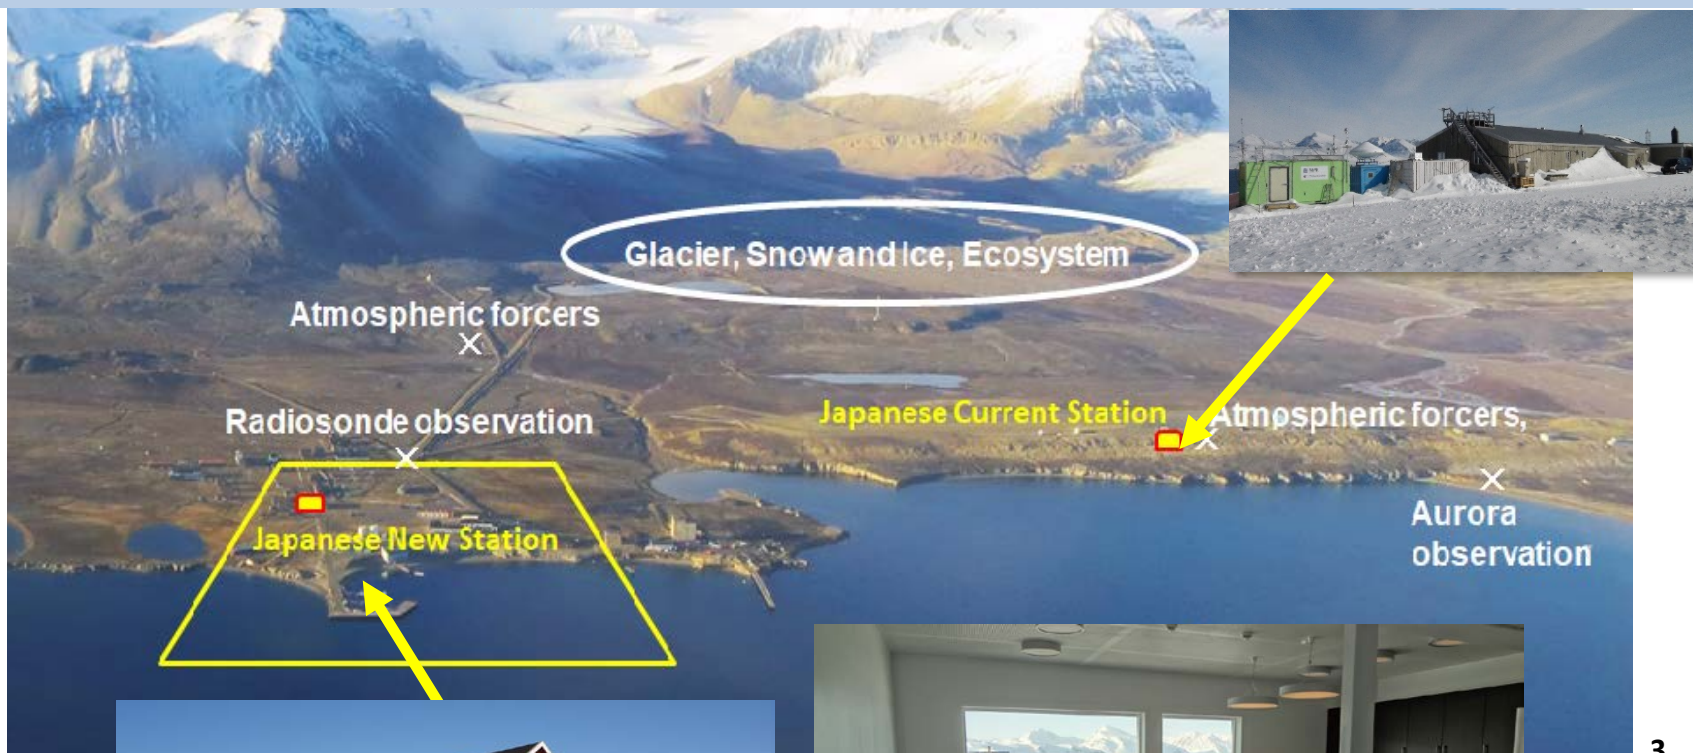 Glacier, Snow and Ice, Ecosystem
Atmospheric forcers
Radiosonde observation
Japanese Current Station
Atmospheric forcers,
Japanese New Station
Aurora
observation
3